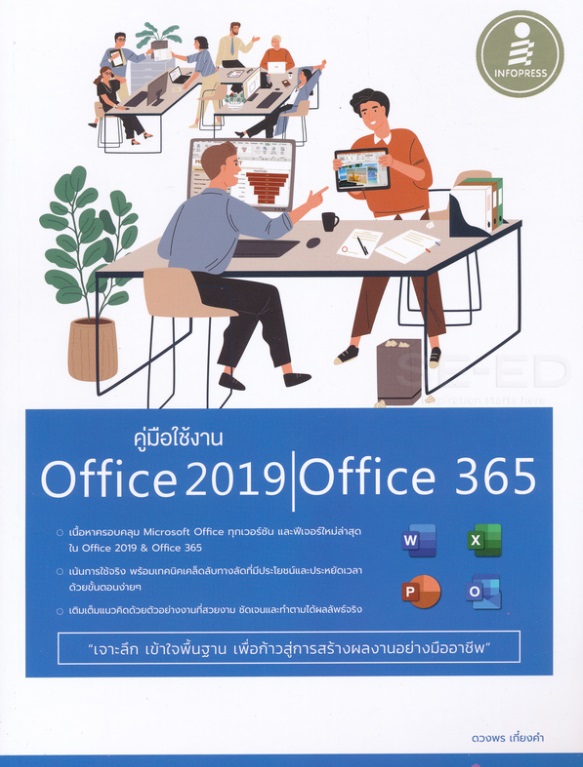 INFOPRESS
SE-ED
คู่มือใช้งาน
Office 2019|Office 365
เนื้อหาครอบคลุม Microsoft Office ทุกเวอร์ชัน และฟีเจอร์ใหม่ล่าสุด
ใน Office 2019 & Office 365
เน้นการใช้จริง พร้อมเทคนิคเคล็ดลับทางลัดที่มีประโยชน์และประหยัดเวลา
ด้วยขั้นตอนง่ายๆ
เติมเต็มแนวคิดด้วยตัวอย่างงานที่สวยงาม ชัดเจนและทำตามได้ผลลัพธ์จริง
W
X
P
O
“เจาะลึก เข้าใจพื้นฐาน เพื่อก้าวสู่การสร้างผลงานอย่างมืออาชีพ”
ดวงพร เกี๋ยงคำ